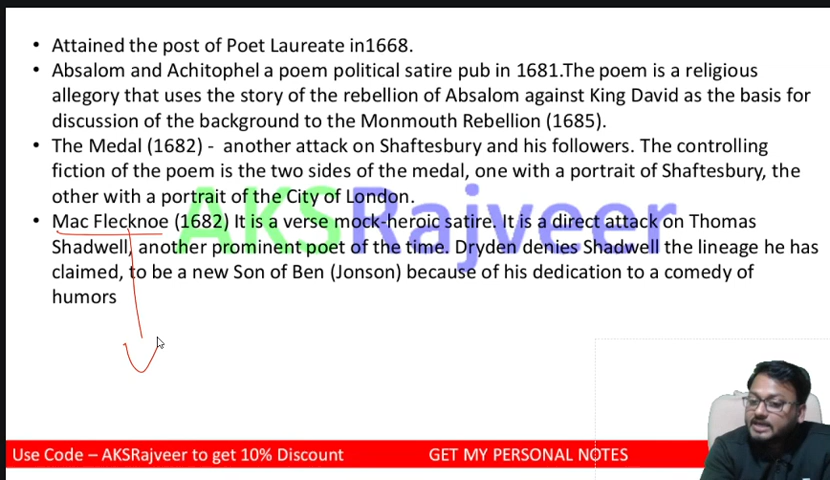 • Attained the post of Poet Laureate in1668.
• Absalom and Achitophel a poem political satire pub in 1681.The poem is a religious
allegory that uses the story of the rebellion of Absalom against King David as the basis for
discussion of the background to the Monmouth Rebellion (1685).
• The Medal (1682) - another attack on Shaftesbury and his followers. The controlling
fiction of the poem is the two sides of the medal, one with a portrait of Shaftesbury, the
other with a portrait of the City of London.
AKSRajveer
• Mac Flecknoe (1682) It is a verse mock-heroic satire. It is a direct attack on Thomas
Shadwell, another prominent poet of the time. Dryden denies Shadwell the lineage he has
claimed, to be a new Son of Ben (Jonson) because of his dedication to a comedy of
humors
Use Code – AKSRajveer to get 10% Discount GET MY PERSONAL NOTES